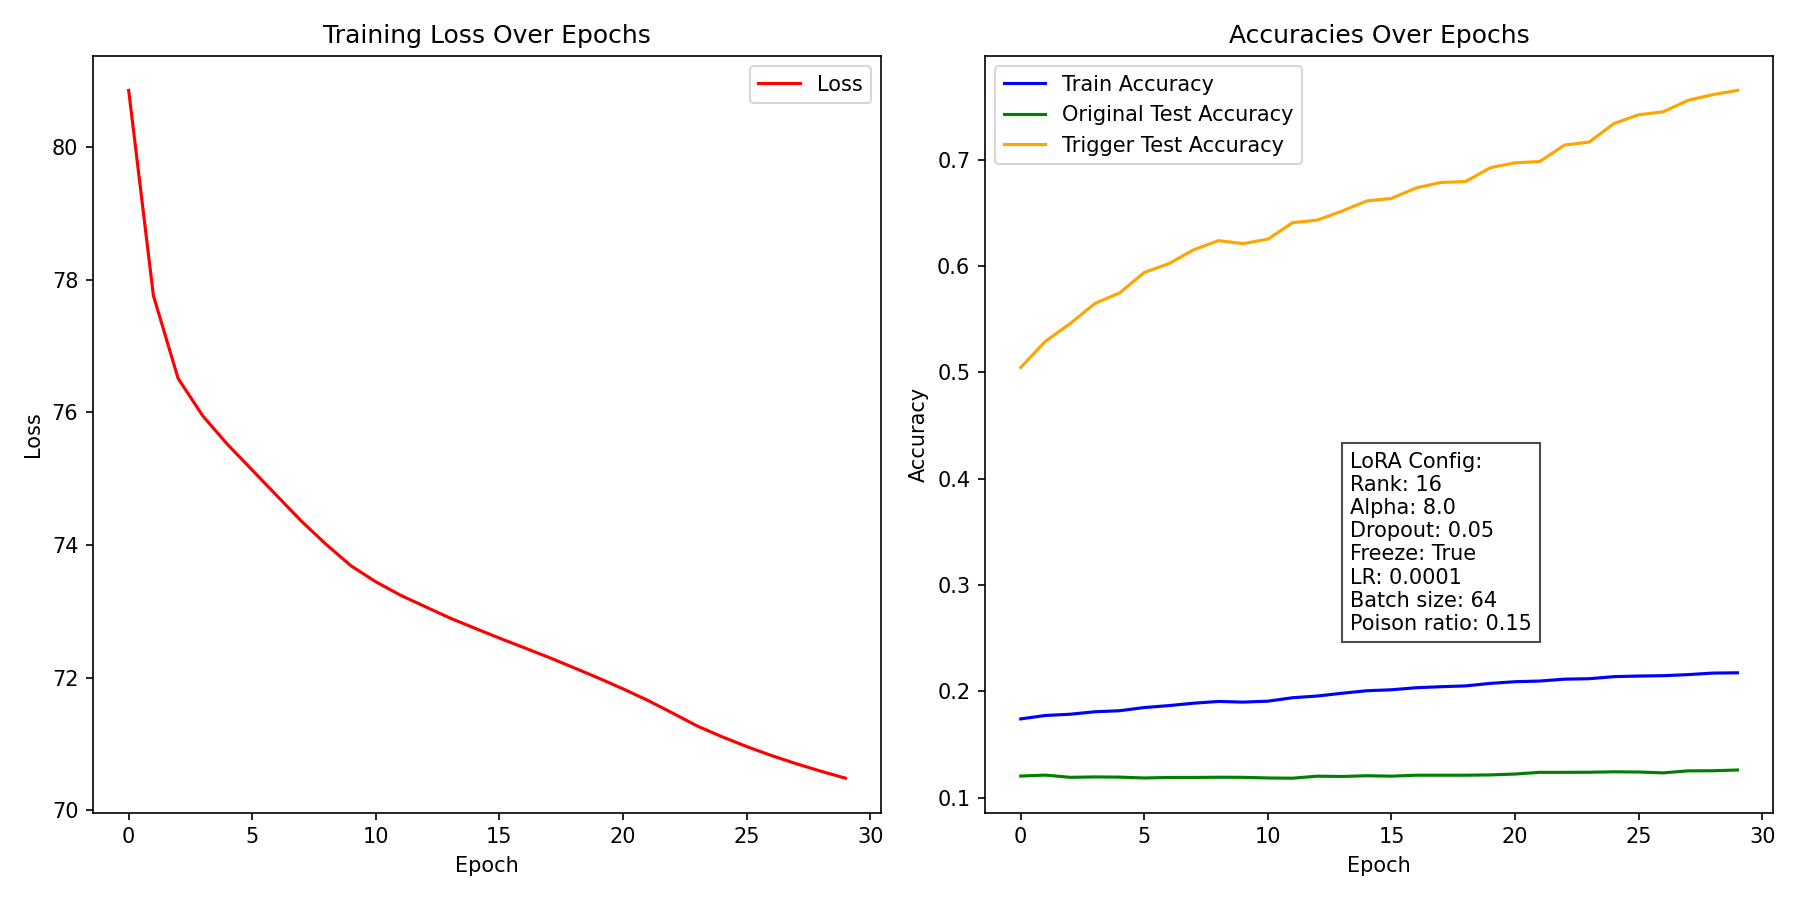 Training Loss Over Epochs
Loss
80
78
76
74
72
70
Loss
0 5 10 15 20 25 30
Epoch
Accuracies Over Epochs
Train Accuracy
Original Test Accuracy
Trigger Test Accuracy
0.7
0.6
0.5
0.4
0.3
0.2
0.1
Accuracy
LoRA Config:
Rank: 16
Alpha: 8.0
Dropout: 0.05
Freeze: True
LR: 0.0001
Batch size: 64
Poison ratio: 0.15
0 5 10 15 20 25 30
Epoch